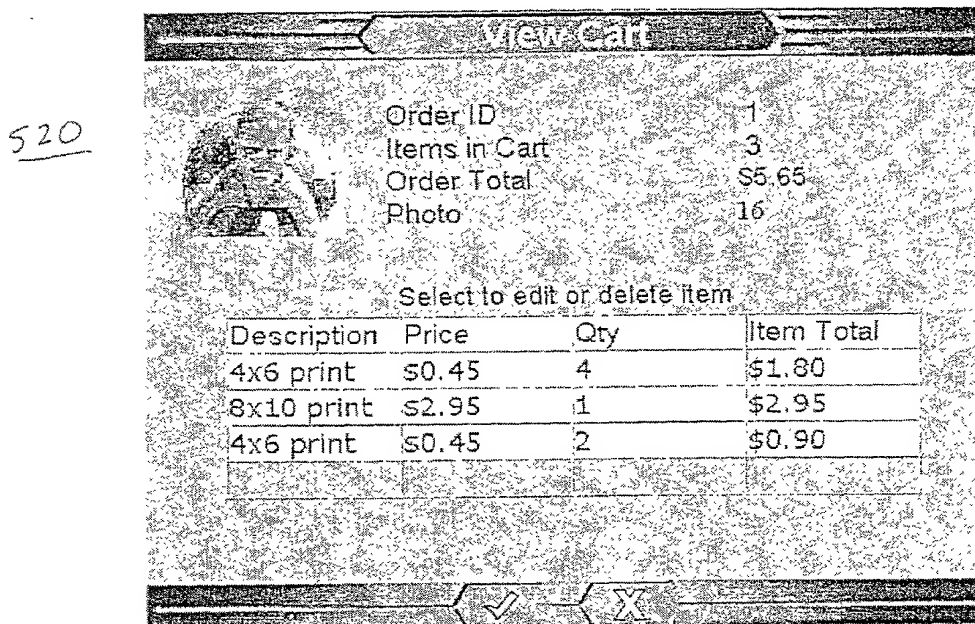 View Cart
520
Order ID 1
Items in Cart 3
Order Total $5.65
Photo 16
Select to edit or delete item
Description Price Qty Item Total
4x6 print $0.45 4 $1.80
8x10 print $2.95 1 $2.95
4x6 print $0.45 2 $0.90